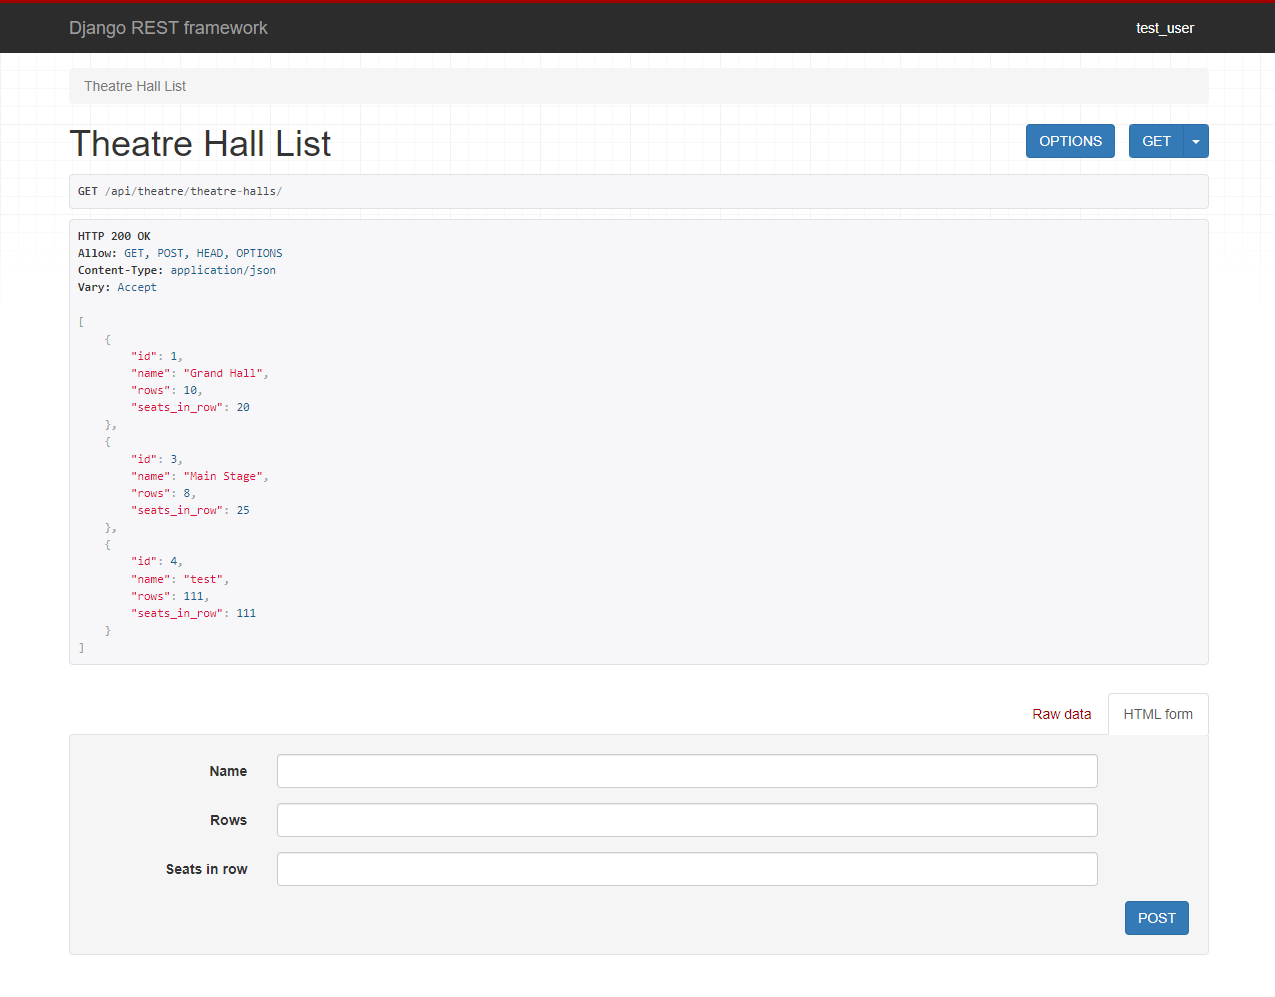 Django REST framework
test_user
Theatre Hall List
Theatre Hall List
OPTIONS
GET
GET /api/theatre/theatre-halls/
HTTP 200 OK
Allow: GET, POST, HEAD, OPTIONS
Content-Type: application/json
Vary: Accept
[
    {
        "id": 1,
        "name": "Grand Hall",
        "rows": 10,
        "seats_in_row": 20
    },
    {
        "id": 3,
        "name": "Main Stage",
        "rows": 8,
        "seats_in_row": 25
    },
    {
        "id": 4,
        "name": "test",
        "rows": 111,
        "seats_in_row": 111
    }
]
Raw data
HTML form
Name
Rows
Seats in row
POST